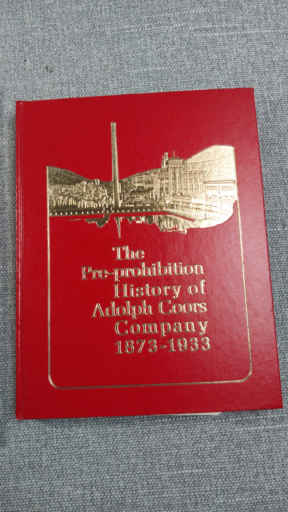 The
Pre-prohibition
History of
Adolph Coors
Company
1873-1933